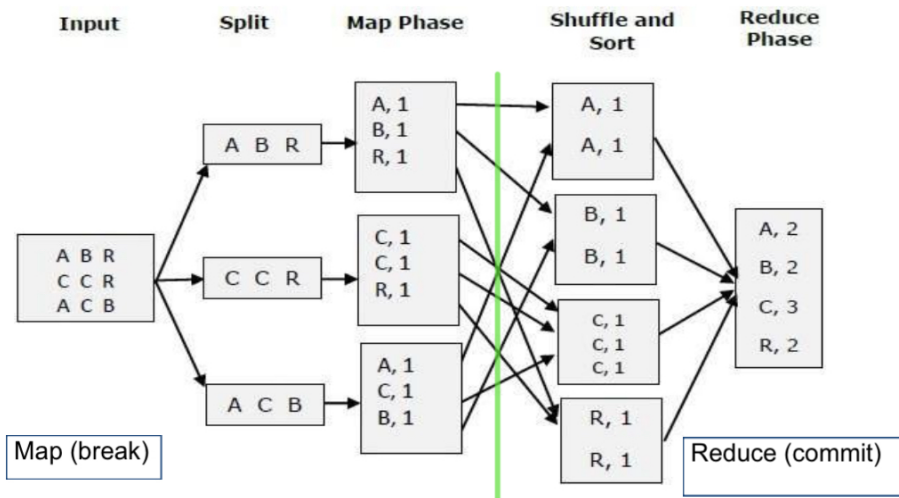 Input
Split
Map Phase
Shuffle and
Sort
Reduce
Phase
A B R
C C R
A C B
A B R
C C R
A C B
A, 1
B, 1
R, 1
C, 1
C, 1
R, 1
A, 1
C, 1
B, 1
A, 1
A, 1
B, 1
B, 1
C, 1
C, 1
C, 1
R, 1
R, 1
A, 2
B, 2
C, 3
R, 2
Map (break)
Reduce (commit)